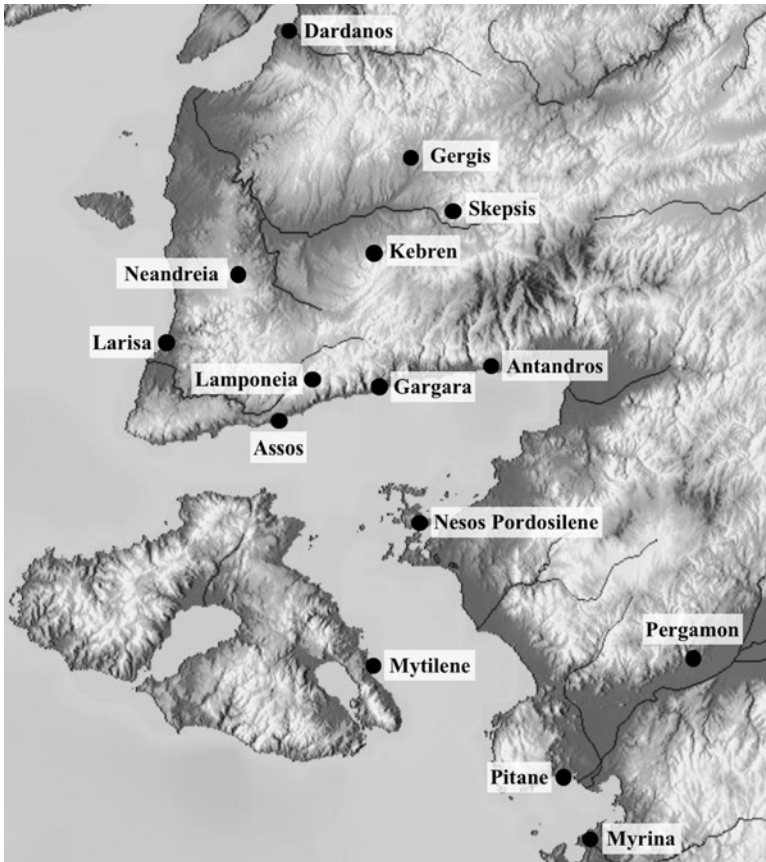 Dardanos
Gergis
Skepsis
Kebren
Neandreia
Larisa
Antandros
Lamponeia
Gargara
Assos
Nesos Pordosilene
Pergamon
Mytilene
Pitane
Myrina